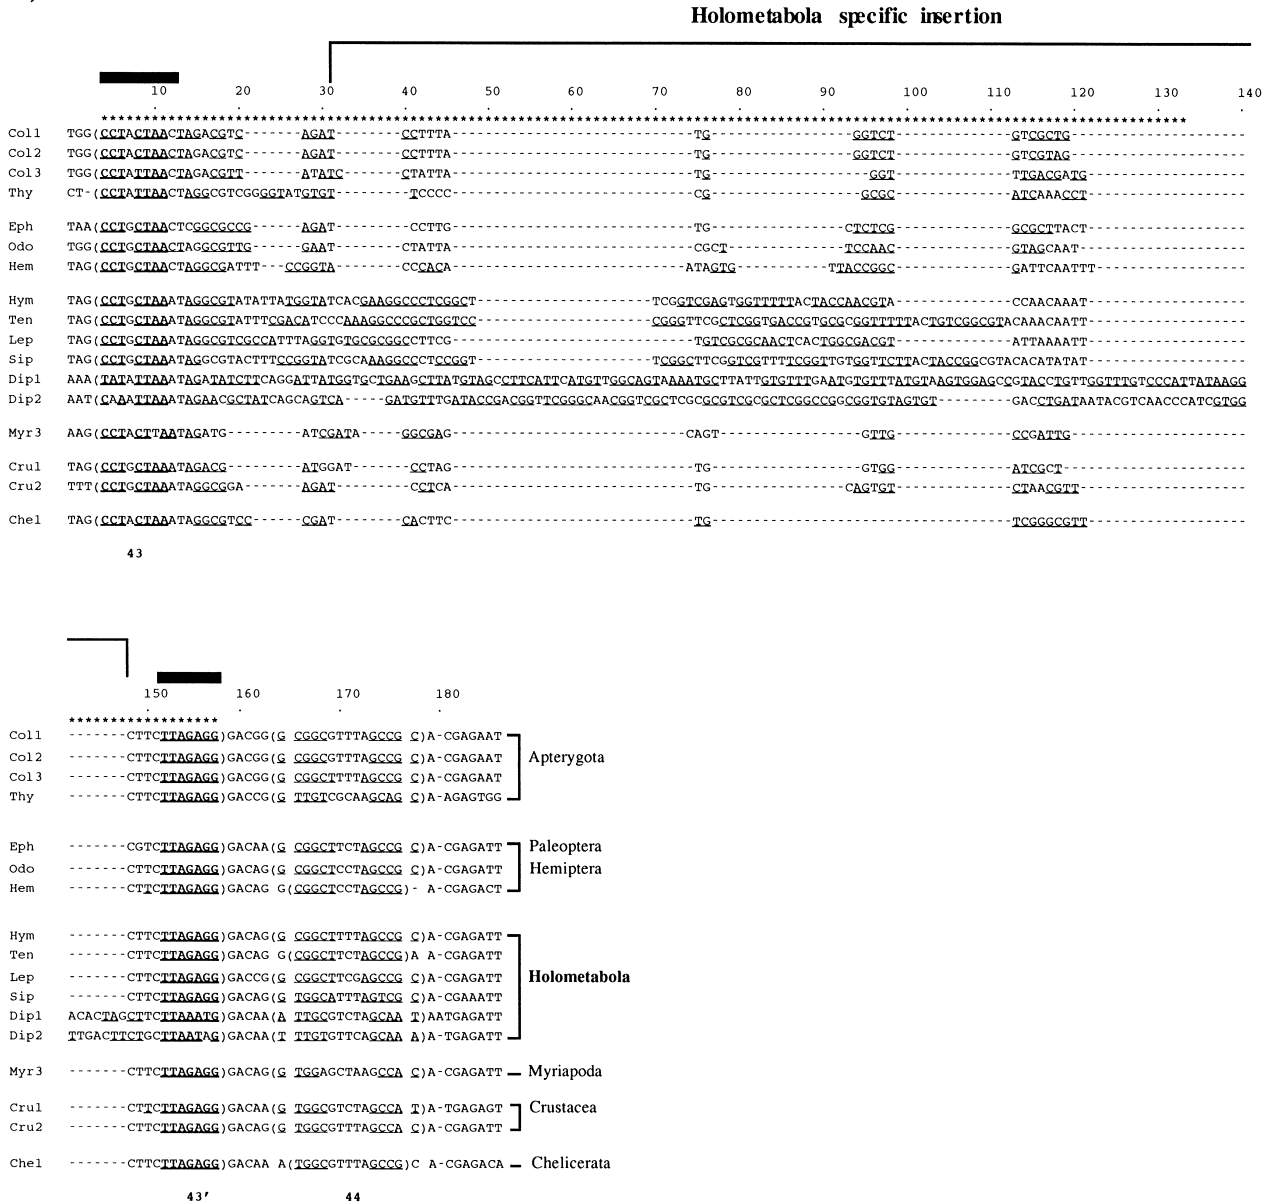 Holometabola specific insertion
10 20 30 40 50 60 70 80 90 100 110 120 130 140
Col1 TGG(CCTACTAACTAGACGTC-------AGAT--------CCTTTA-----------------------------TG-----------------GGTCT--------------GTCGCTG---------------------
Col2 TGG(CCTACTAACTAGACGTC-------AGAT--------CCTTTA-----------------------------TG-----------------GGTCT--------------GTCGTAG---------------------
Col3 TGG(CCTATTAACTAGACGTT-------ATATC-------CTATTA-----------------------------TG-------------------GGT--------------TTGACGATG-------------------
Thy CT-(CCTATTAACTAGGCGTCGGGGTATGTGT---------TCCCC-----------------------------CG------------------GCGC--------------ATCAAACCT-------------------
Eph TAA(CCTGCTAACTCGGCGCCG------AGAT---------CCTTG-----------------------------TG----------------CTCTCG--------------GCGCTTACT-------------------
Odo TGG(CCTGCTAACTAGGCGTTG------GAAT--------CTATTA-----------------------------CGCT--------------TCCAAC--------------GTAGCAAT--------------------
Hem TAG(CCTGCTAACTAGGCGATTT---CCGGTA--------CCCACA----------------------------ATAGTG-----------TTACCGGC--------------GATTCAATTT------------------
Hym TAG(CCTGCTAAATAGGCGTATATTATGGTATCACGAAGGCCCTCGGCT---------------------TCGGTCGAGTGGTTTTTACTACCAACGTA--------------CCAACAAAT-------------------
Ten TAG(CCTGCTAAATAGGCGTATTTCGACATCCCAAAGGCCCGCTGGTCC---------------------CGGGTTCGCTCGGTGACCGTGCGCGGTTTTTACTGTCGGCGTACAAACAATT-------------------
Lep TAG(CCTGCTAAATAGGCGTCGCCATTTAGGTGTGCGCGGCCTTCG------------------------------TGTCGCGCAACTCACTGGCGACGT--------------ATTAAAATT-------------------
Sip TAG(CCTGCTAAATAGGCGTACTTTCCGGTATCGCAAAGGCCCTCCGGT----------------------TCGGCTTCGGTCGTTTTCGGTTGTGGTTCTTACTACCGGCGTACACATATAT-------------------
Dip1 AAA(TATATTAAATAGATATCTTCAGGATTATGGTGCTGAAGCTTATGTAGCCTTCATTCATGTTGGCAGTAAAATGCTTATTGTGTTTGAATGTGTTTATGTAAGTGGAGCCGTACCTGTTGGTTTGTCCCATTATAAGG
Dip2 AAT(CAAATTAAATAGAACGCTATCAGCAGTCA-----GATGTTTGATACCGACGGTTCGGGCAACGGTCGCTCGCGCGTCGCGCTCGGCCGGCGGTGTAGTGT---------GACCTGATAATACGTCAACCCATCGTGG
Myr3 AAG(CCTACTTAATAGATG---------ATCGATA-----GGCGAG----------------------------CAGT-----------------GTTG--------------CCGATTG---------------------
Cru1 TAG(CCTGCTAAATAGACG---------ATGGAT-------CCTAG-----------------------------TG------------------GTGG--------------ATCGCT----------------------
Cru2 TTT(CCTGCTAAATAGGCGGA-------AGAT---------CCTCA-----------------------------TG----------------CAGTGT--------------CTAACGTT--------------------
Chel TAG(CCTACTAAATAGGCGTCC------CGAT--------CACTTC-----------------------------TG------------------------------------TCGGGCGTT-------------------
43
150 160 170 180
Col1 -------CTTCTTAGAGG)GACGG(G CGGCGTTTAGCCG C)A-CGAGAAT
Col2 -------CTTCTTAGAGG)GACGG(G CGGCGTTTAGCCG C)A-CGAGAAT Apterygota
Col3 -------CTTCTTAGAGG)GACGG(G CGGCTTTTAGCCG C)A-CGAGAAT
Thy -------CTTCTTAGAGG)GACCG(G TTGTCGCAAGCAG C)A-AGAGTGG
Eph -------CGTCTTAGAGG)GACAA(G CGGCTTCTAGCCG C)A-CGAGATT Paleoptera
Odo -------CTTCTTAGAGG)GACAG(G CGGCTCCTAGCCG C)A-CGAGATT Hemiptera
Hem -------CTTCTTAGAGG)GACAG G(CGGCTCCTAGCCG)- A-CGAGACT
Hym -------CTTCTTAGAGG)GACAG(G CGGCTTTTAGCCG C)A-CGAGATT
Ten -------CTTCTTAGAGG)GACAG G(CGGCTTCTAGCCG)A A-CGAGATT
Lep -------CTTCTTAGAGG)GACCG(G CGGCTTCGAGCCG C)A-CGAGATT Holometabola
Sip -------CTTCTTAGAGG)GACAG(G TGGCATTTAGTCG C)A-CGAAATT
Dip1 ACACTAGCTTCTTAAATG)GACAA(A TTGCGTCTAGCAA T)AATGAGATT
Dip2 TTGACTTCTGCTTAATAG)GACAA(T TTGTGTTCAGCAA A)A-TGAGATT
Myr3 -------CTTCTTAGAGG)GACAG(G TGGAGCTAAGCCAC C)A-CGAGATT Myriapoda
Cru1 -------CTTCTTAGAGG)GACAA(G TGGCGTCTAGCCA T)A-TGAGAGT Crustacea
Cru2 -------CTTCTTAGAGG)GACAG(G TGGCGTTTAGCCA C)A-CGAGATT
Chel -------CTTCTTAGAGG)GACAA A(TGGCGTTTAGCCG)C A-CGAGACA Chelicerata
43' 44